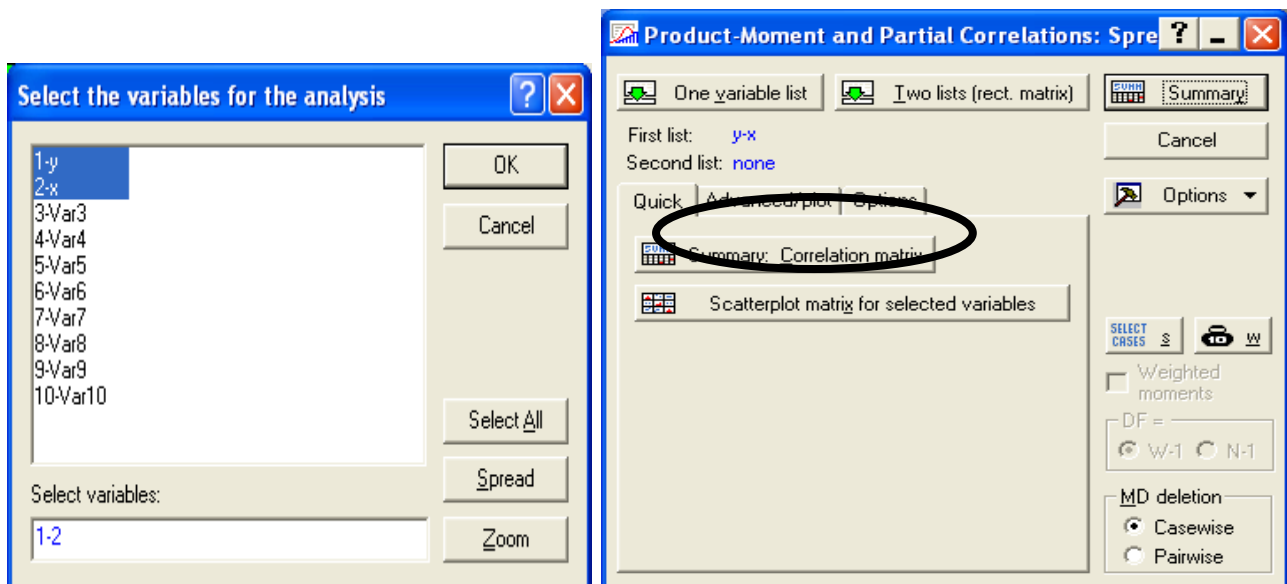 Select the variables for the analysis
1-y
2-x
3-Var3
4-Var4
5-Var5
6-Var6
7-Var7
8-Var8
9-Var9
10-Var10
OK
Cancel
Select All
Spread
Zoom
Select variables:
1-2
Product-Moment and Partial Correlations: Spre
One variable list
Two lists (rect. matrix)
Summary
First list: y-x
Second list: none
Cancel
Quick
Advanced/plot
Options
Options
Summary: Correlation matrix
Scatterplot matrix for selected variables
SELECT
CASES
S
W
Weighted
moments
DF =
W-1
N-1
MD deletion
Casewise
Pairwise